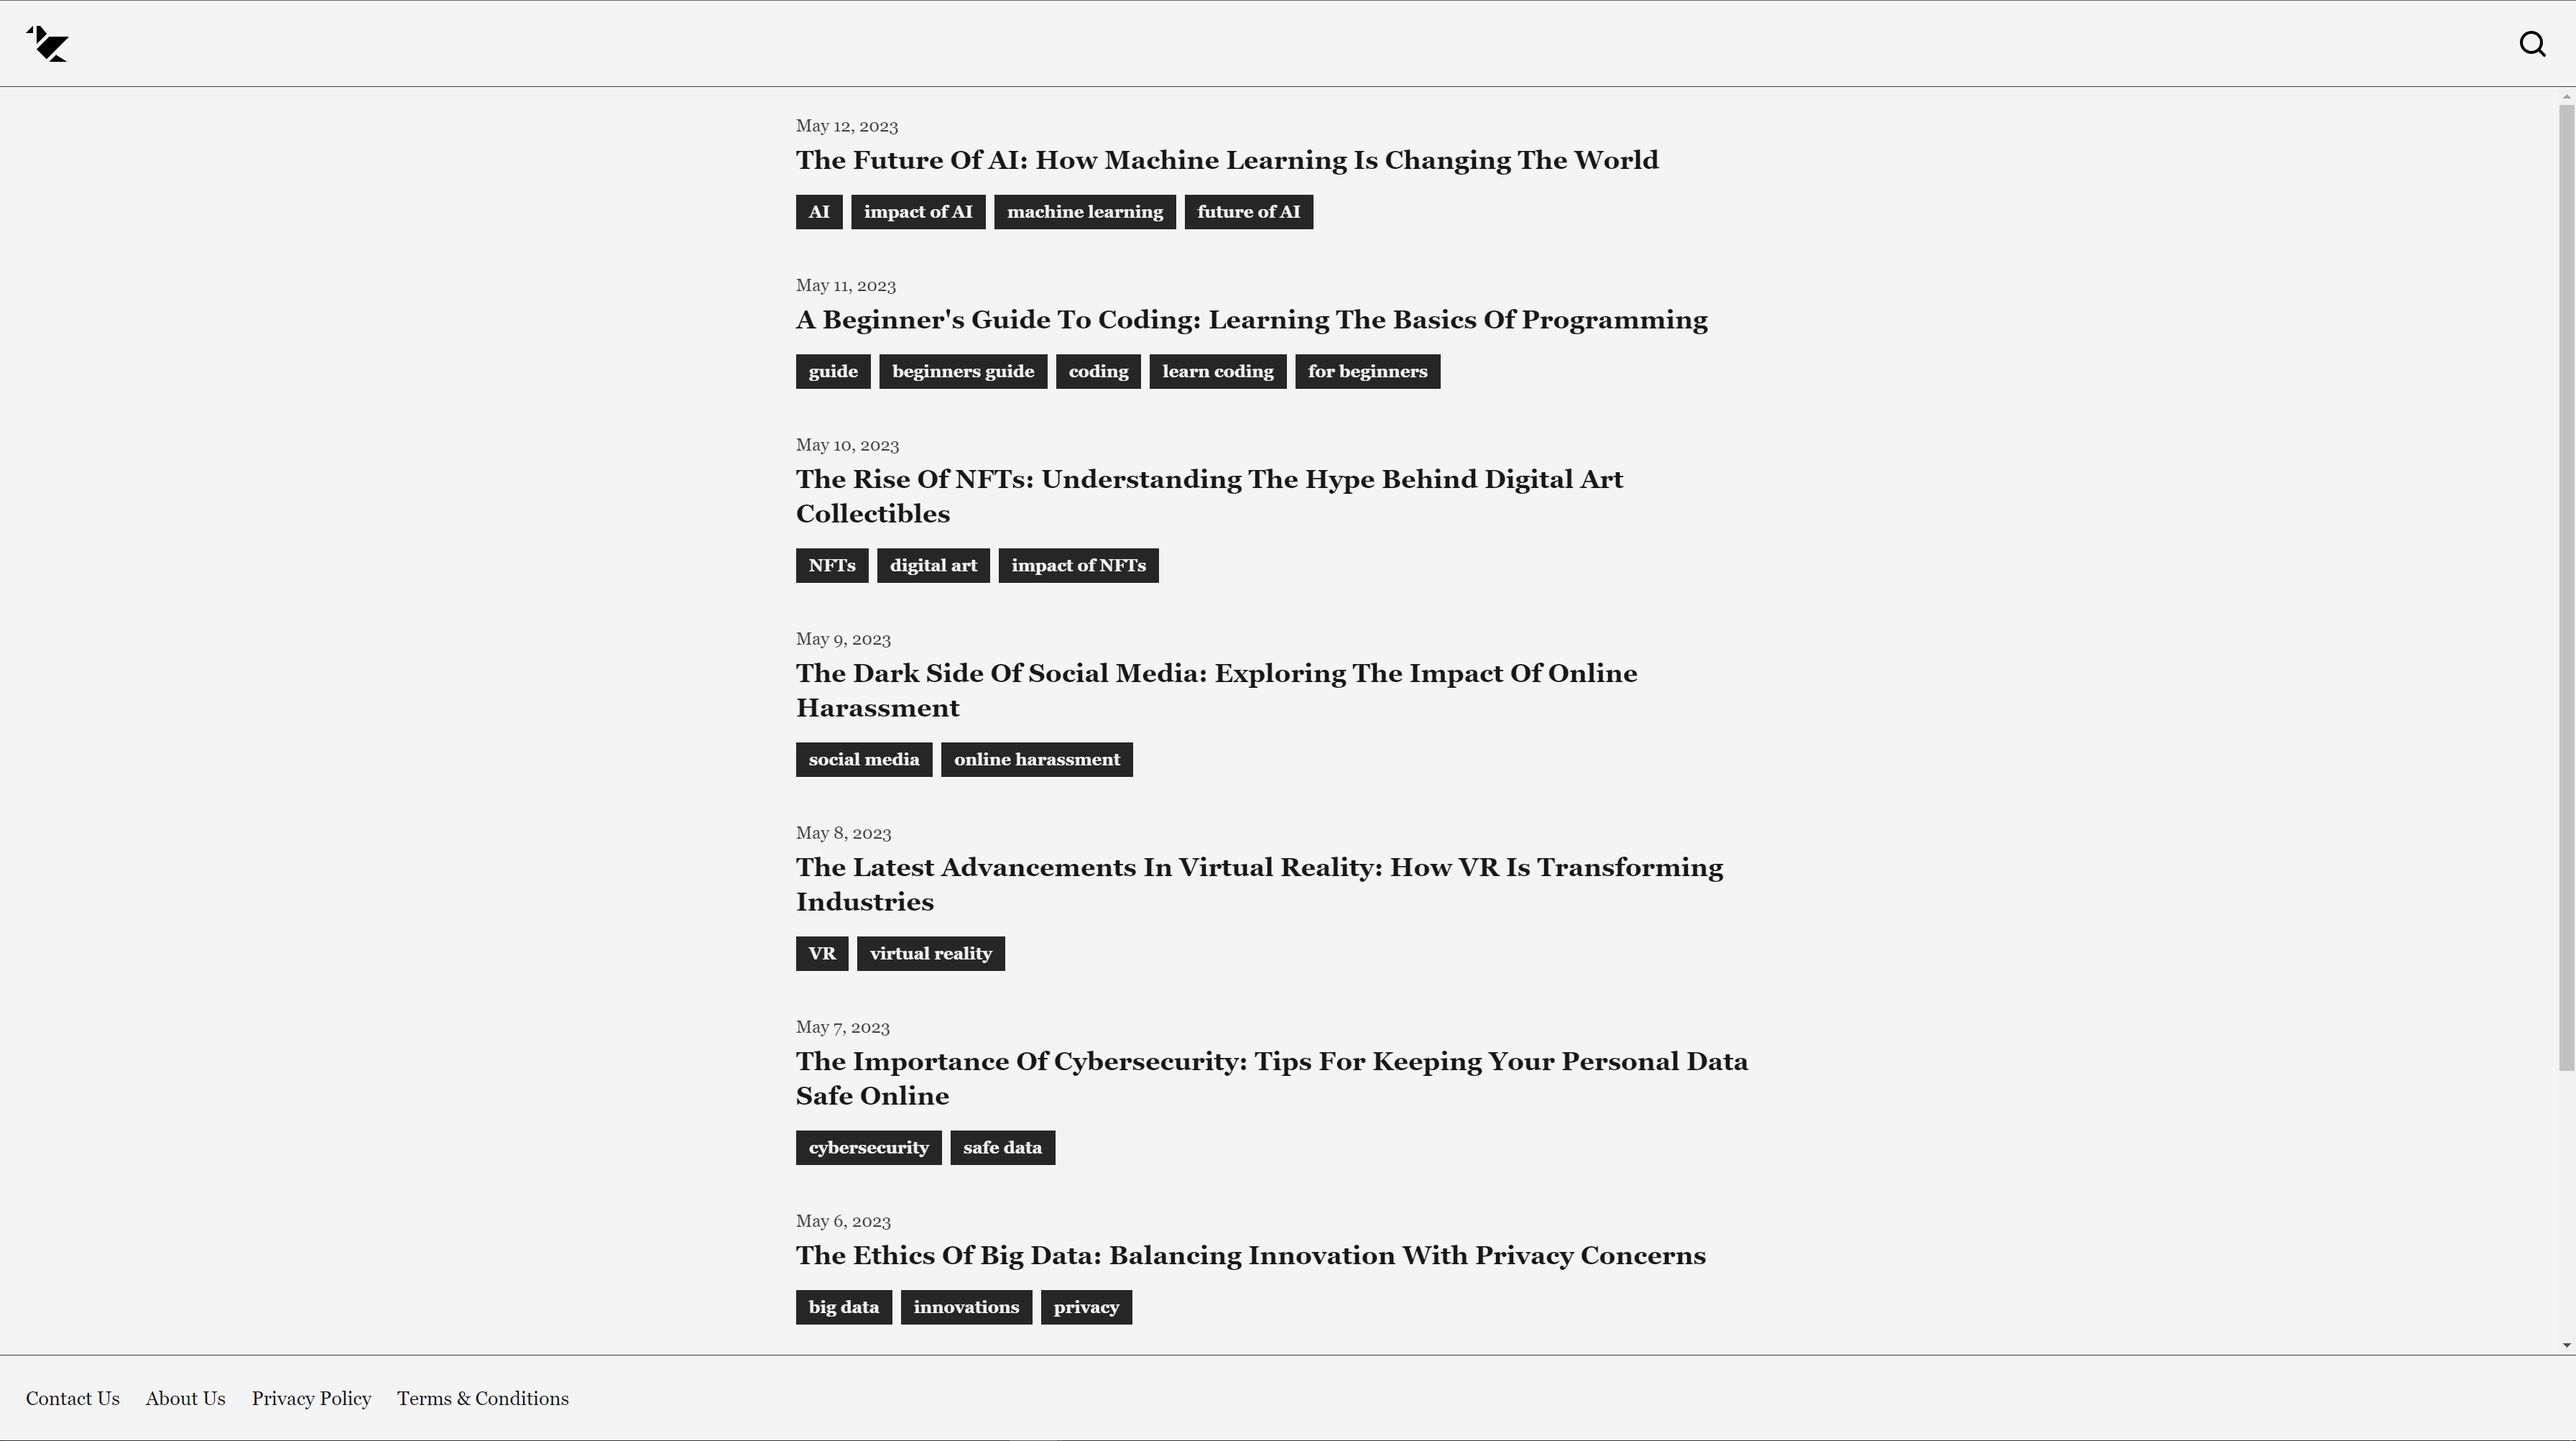 May 12, 2023
The Future Of AI: How Machine Learning Is Changing The World
AI impact of AI machine learning future of AI
May 11, 2023
A Beginner's Guide To Coding: Learning The Basics Of Programming
guide beginners guide coding learn coding for beginners
May 10, 2023
The Rise Of NFTs: Understanding The Hype Behind Digital Art
Collectibles
NFTs digital art impact of NFTs
May 9, 2023
The Dark Side Of Social Media: Exploring The Impact Of Online
Harassment
social media online harassment
May 8, 2023
The Latest Advancements In Virtual Reality: How VR Is Transforming
Industries
VR virtual reality
May 7, 2023
The Importance Of Cybersecurity: Tips For Keeping Your Personal Data
Safe Online
cybersecurity safe data
May 6, 2023
The Ethics Of Big Data: Balancing Innovation With Privacy Concerns
big data innovations privacy
Contact Us About Us Privacy Policy Terms & Conditions